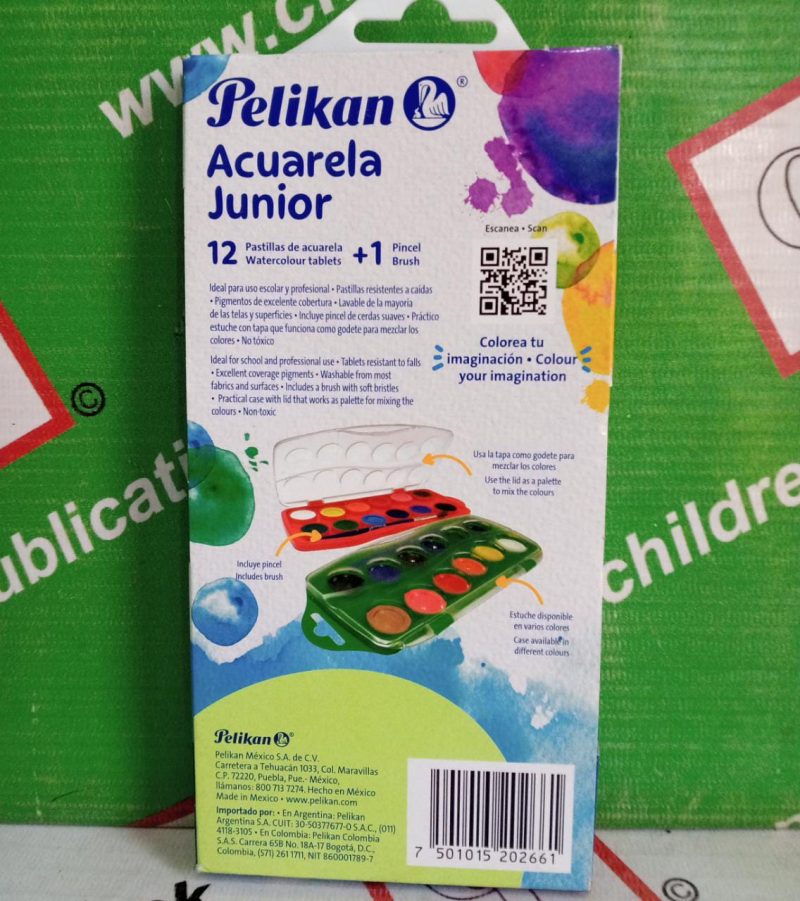 www.
childre
Pelikan ®
Acuarela
Junior
12 Pastillas de acuarela
Watercolour tablets
+1 Pincel
Brush
Escanea • Scan
Ideal para uso escolar y profesional • Pastillas resistentes a caídas
• Pigmentos de excelente cobertura • Lavable de la mayoría
de las telas y superficies • Incluye pincel de cerdas suaves • Práctico
estuche con tapa que funciona como godete para mezclar los
colores • No tóxico
Ideal for school and professional use • Tablets resistant to falls
• Excellent coverage pigments • Washable from most
fabrics and surfaces • Includes a brush with soft bristles
• Practical case with lid that works as palette for mixing the
colours • Non-toxic
Colorea tu
imaginación • Colour
your imagination
©
ublicati
children
Usa la tapa como godete para
mezclar los colores
Use the lid as a palette
to mix the colours
Incluye pincel
Includes brush
Estuche disponible
en varios colores
Case available in
different colours
Pelikan
Pelikan México S.A. de C.V.
Carretera a Tehuacán 1033, Col. Maravillas
C.P. 72220, Puebla, Pue.- México,
llámanos: 800 713 7274. Hecho en México
Made in Mexico • www.pelikan.com
Importado por: • En Argentina: Pelikan
Argentina S.A. CUIT: 30-50377677-0 S.A.C., (011)
4118-3105 • En Colombia: Pelikan Colombia
S.A.S. Carrera 65B No. 18A-17 Bogotá, D.C.,
Colombia, (571) 261 1711, NIT 860001789-7
7 501015 202661
k
©